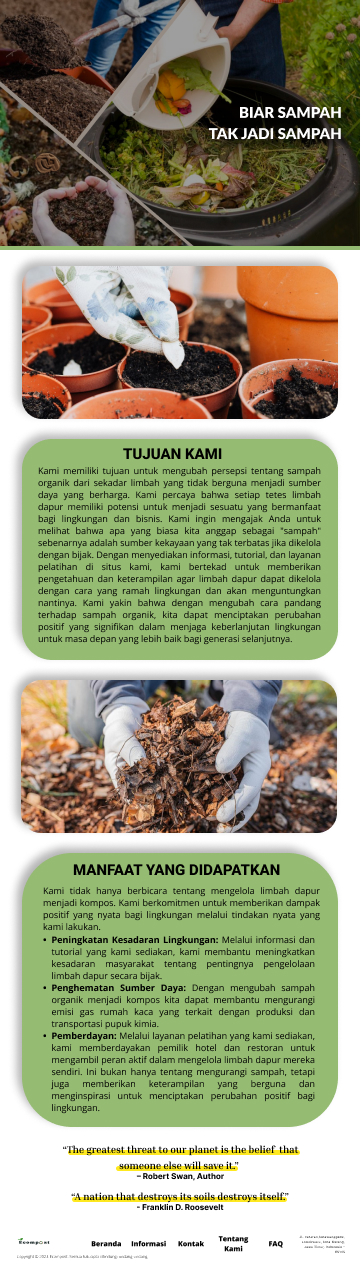 BIAR SAMPAH
TAK JADI SAMPAH
TUJUAN KAMI
Kami memiliki tujuan untuk mengubah persepsi tentang sampah
organik dari sekadar limbah yang tidak berguna menjadi sumber
daya yang berharga. Kami percaya bahwa setiap tetes limbah
dapur memiliki potensi untuk menjadi sesuatu yang bermanfaat
bagi lingkungan dan bisnis. Kami ingin mengajak Anda untuk
melihat bahwa apa yang biasa kita anggap sebagai "sampah"
sebenarnya adalah sumber kekayaan yang tak terbatas jika dikelola
dengan bijak. Dengan menyediakan informasi, tutorial, dan layanan
pelatihan di situs kami, kami bertekad untuk memberikan
pengetahuan dan keterampilan agar limbah dapur dapat dikelola
dengan cara yang ramah lingkungan dan akan menguntungkan
nantinya. Kami yakin bahwa dengan mengubah cara pandang
terhadap sampah organik, kita dapat menciptakan perubahan
positif yang signifikan dalam menjaga keberlanjutan lingkungan
untuk masa depan yang lebih baik bagi generasi selanjutnya.
MANFAAT YANG DIDAPATKAN
Kami tidak hanya berbicara tentang mengelola limbah dapur
menjadi kompos. Kami berkomitmen untuk memberikan dampak
positif yang nyata bagi lingkungan melalui tindakan nyata yang
kami lakukan.
• Peningkatan Kesadaran Lingkungan: Melalui informasi dan
tutorial yang kami sediakan, kami membantu meningkatkan
kesadaran masyarakat tentang pentingnya pengelolaan
limbah dapur secara bijak.
• Penghematan Sumber Daya: Dengan mengubah sampah
organik menjadi kompos kita dapat membantu mengurangi
emisi gas rumah kaca yang terkait dengan produksi dan
transportasi pupuk kimia.
• Pemberdayaan: Melalui layanan pelatihan yang kami sediakan,
kami memberdayakan pemilik hotel dan restoran untuk
mengambil peran aktif dalam mengelola limbah dapur mereka
sendiri. Ini bukan hanya tentang mengurangi sampah, tetapi
juga memberikan keterampilan yang berguna dan
menginspirasi untuk menciptakan perubahan positif bagi
lingkungan.
“The greatest threat to our planet is the belief that
someone else will save it.”
– Robert Swan, Author
“A nation that destroys its soils destroys itself.”
- Franklin D. Roosevelt
Ecompost
Beranda Informasi Kontak Tentang Kami FAQ